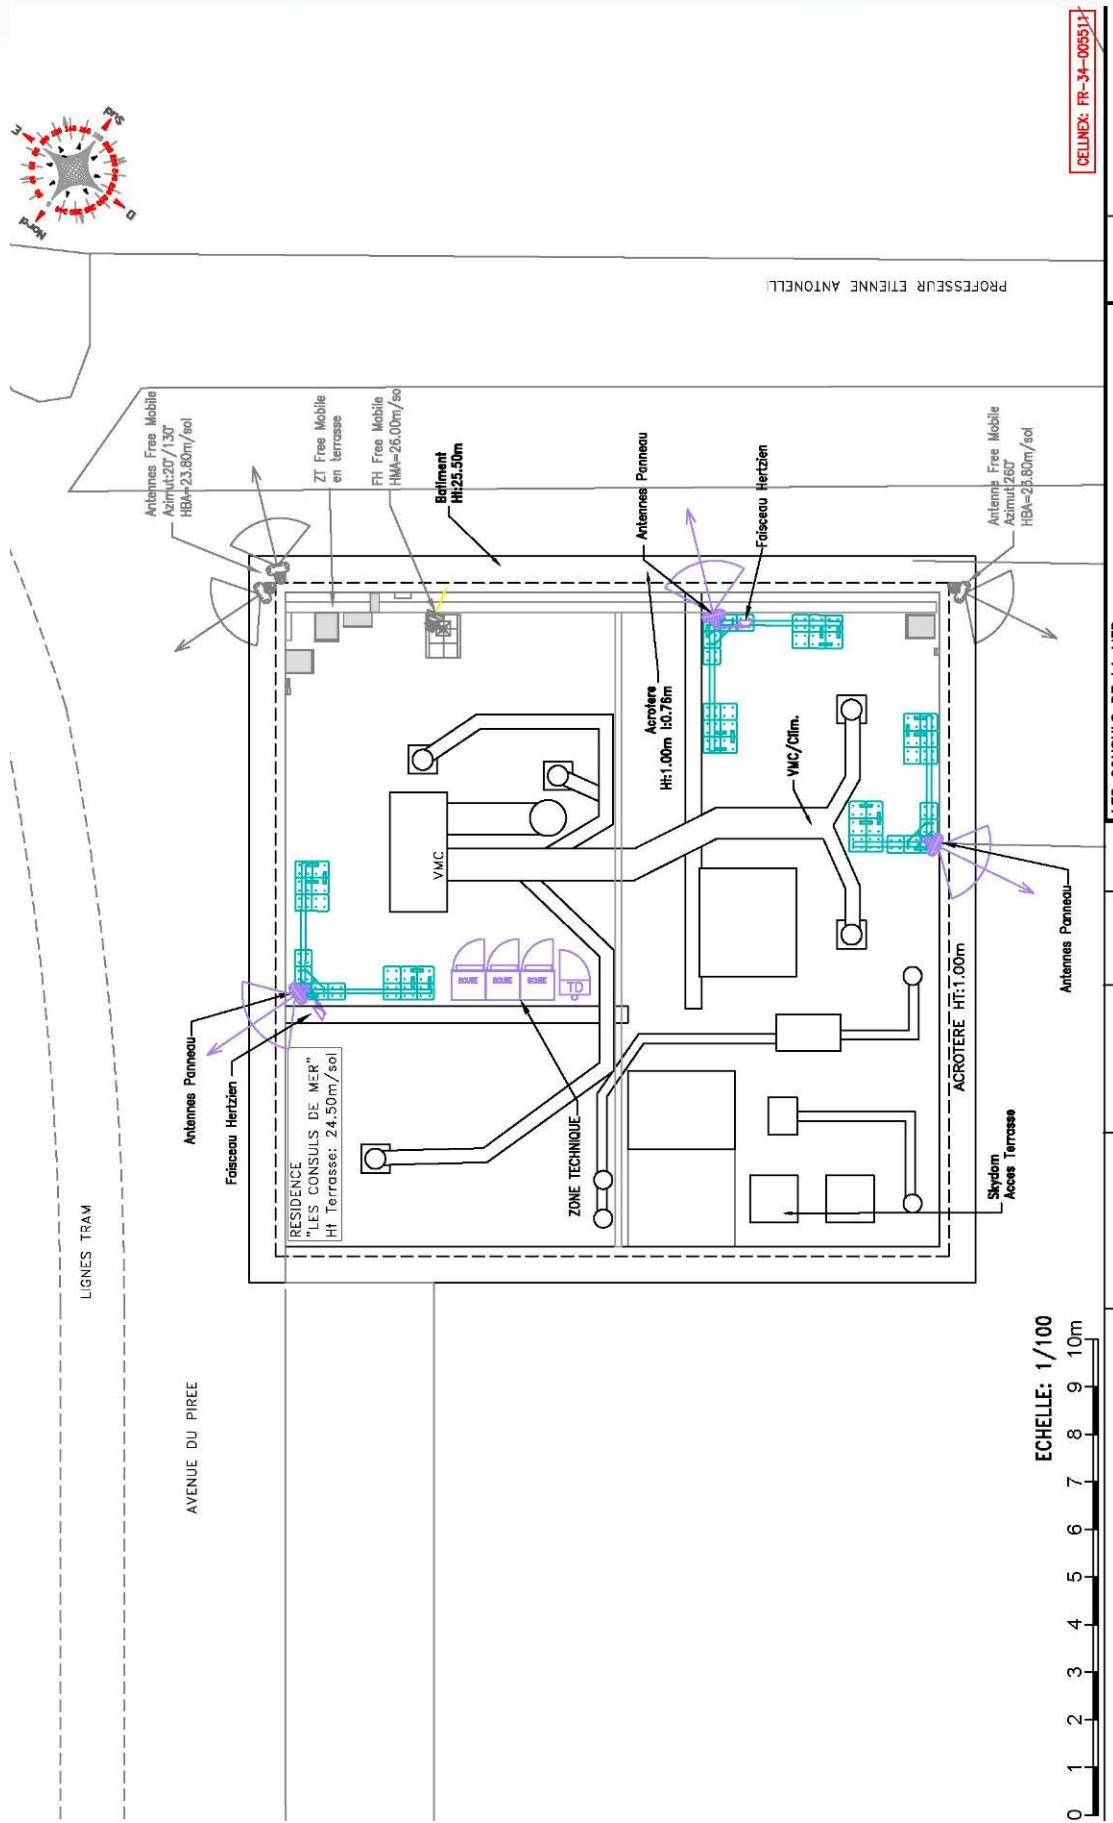 CELLNEX: FR-34-005511
Nord
Sud
E
O
PROFESSEUR ETIENNE ANTONELLI
Antennes Free Mobile
Azimut:20°/130°
HBA=23.80m/sol
ZT Free Mobile
en terrasse
FH Free Mobile
HMA=26.00m/so
Batiment
Ht:25.50m
Antennes Panneau
Faisceau Hertzien
Antenne Free Mobile
Azimut:260°
HBA=23.80m/sol
Acrotere
Ht:1.00m l:0.76m
VMC/Clim.
VMC
TD
Antennes Panneau
Faisceau Hertzien
RESIDENCE
"LES CONSULS DE MER"
Ht Terrasse: 24.50m/sol
ZONE TECHNIQUE
ACROTERE HT:1.00m
Antennes Panneau
Skydom
Acces Terrasse
LIGNES TRAM
AVENUE DU PIREE
ECHELLE: 1/100
0 1 2 3 4 5 6 7 8 9 10m